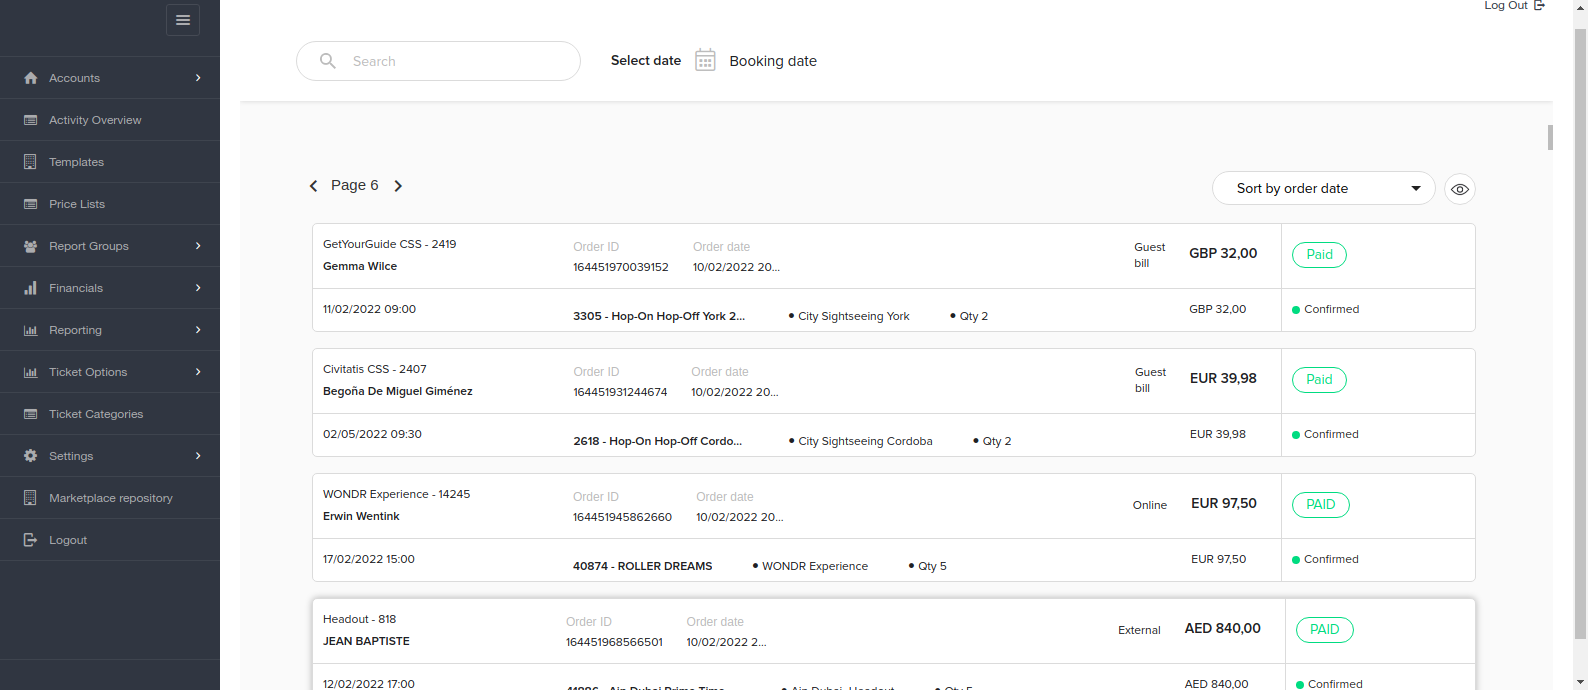 Log Out
Search
Select date
Booking date
Accounts
Activity Overview
Templates
Price Lists
Report Groups
Financials
Reporting
Ticket Options
Ticket Categories
Settings
Marketplace repository
Logout
Page 6
Sort by order date
GetYourGuide CSS - 2419
Gemma Wilce
Order ID
164451970039152
Order date
10/02/2022 20...
Guest
bill
GBP 32,00
Paid
11/02/2022 09:00
3305 - Hop-On Hop-Off York 2...
• City Sightseeing York
• Qty 2
GBP 32,00
Confirmed
Civitatis CSS - 2407
Begoña De Miguel Giménez
Order ID
164451931244674
Order date
10/02/2022 20...
Guest
bill
EUR 39,98
Paid
02/05/2022 09:30
2618 - Hop-On Hop-Off Cordo...
• City Sightseeing Cordoba
• Qty 2
EUR 39,98
Confirmed
WONDR Experience - 14245
Erwin Wentink
Order ID
164451945862660
Order date
10/02/2022 20...
Online
EUR 97,50
PAID
17/02/2022 15:00
40874 - ROLLER DREAMS
• WONDR Experience
• Qty 5
EUR 97,50
Confirmed
Headout - 818
JEAN BAPTISTE
Order ID
164451968566501
Order date
10/02/2022 2...
External
AED 840,00
PAID
12/02/2022 17:00
Ain Dubai Prime Time
• Ain Dubai, Headout
• Qty 5
AED 840,00
Confirmed